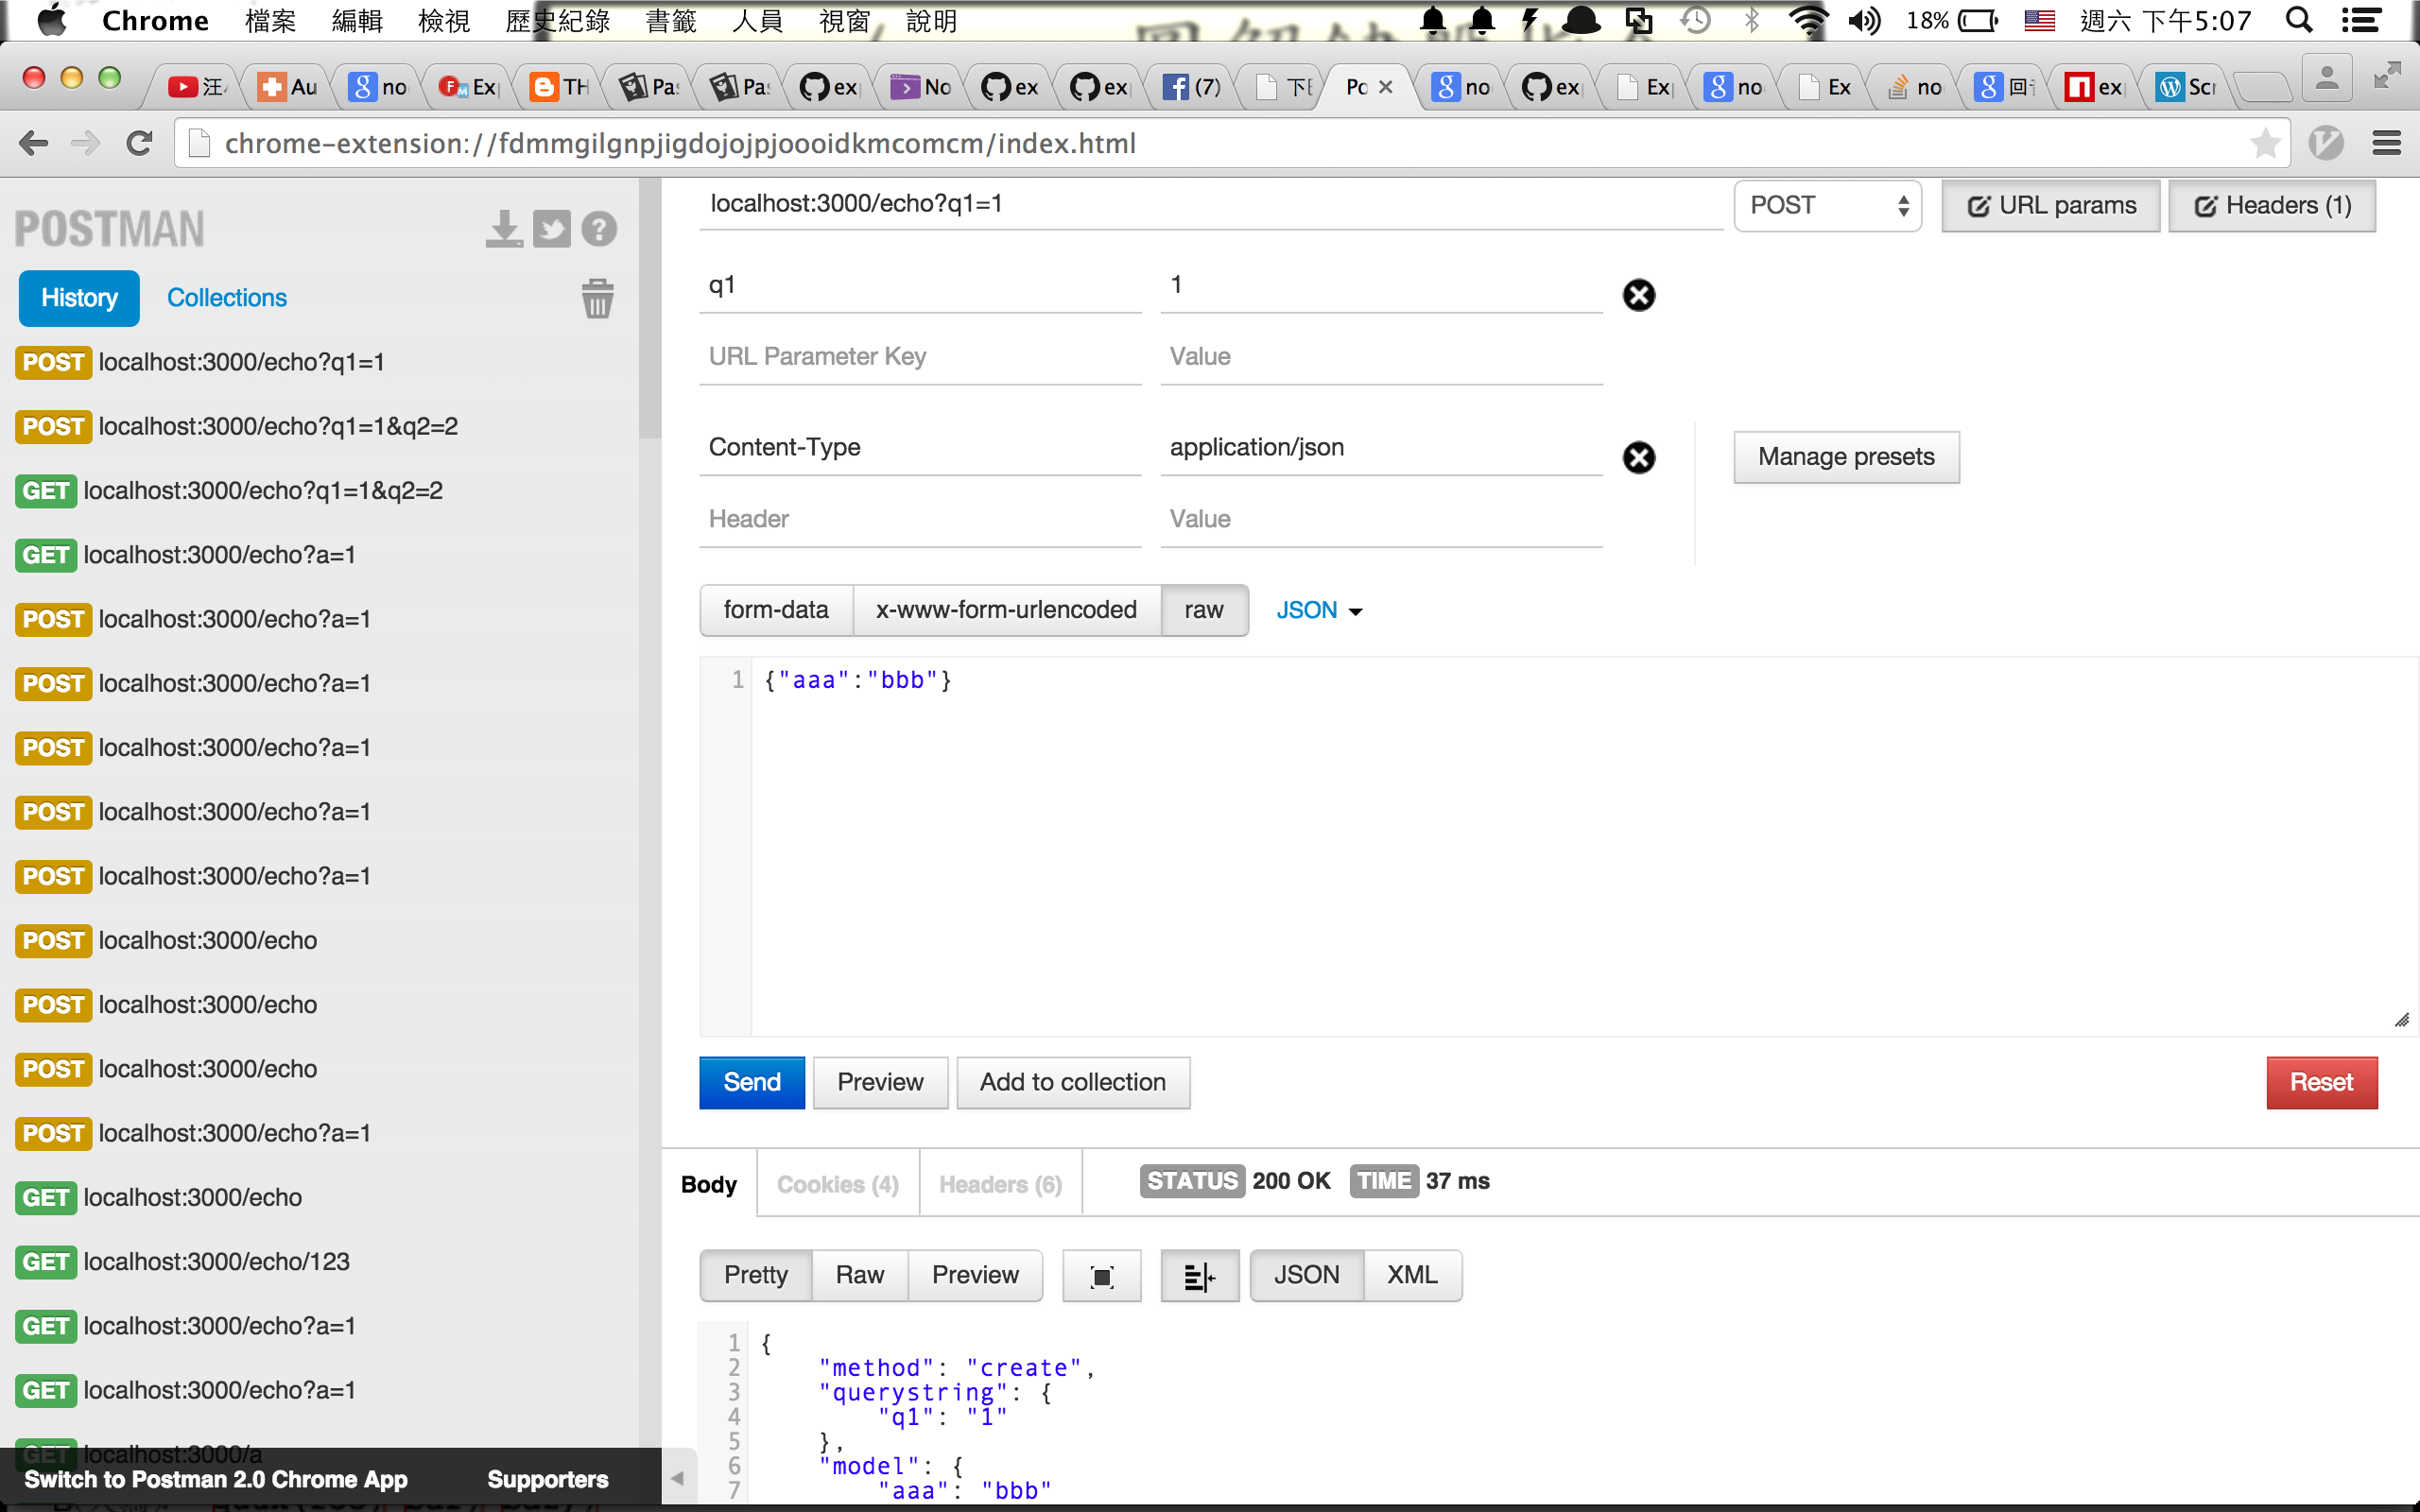 Chrome 檔案 編輯 檢視 歷史紀錄 書籤 人員 視窗 說明 18% 週六 下午5:07
汪 Au no Ex TH Pas Pas ex No ex ex (7) 下 Po no ex Ex no Ex no 回 ex Scr
chrome-extension://fdmmgilgnpjigdojojpjoooidkmcomcm/index.html
POSTMAN
History Collections
POST localhost:3000/echo?q1=1
POST localhost:3000/echo?q1=1&q2=2
GET localhost:3000/echo?q1=1&q2=2
GET localhost:3000/echo?a=1
POST localhost:3000/echo?a=1
POST localhost:3000/echo?a=1
POST localhost:3000/echo?a=1
POST localhost:3000/echo?a=1
POST localhost:3000/echo?a=1
POST localhost:3000/echo
POST localhost:3000/echo
POST localhost:3000/echo
POST localhost:3000/echo?a=1
GET localhost:3000/echo
GET localhost:3000/echo/123
GET localhost:3000/echo?a=1
GET localhost:3000/echo?a=1
GET localhost:3000/a
Switch to Postman 2.0 Chrome App Supporters
localhost:3000/echo?q1=1 POST URL params Headers (1)
q1 1
URL Parameter Key Value
Content-Type application/json Manage presets
Header Value
form-data x-www-form-urlencoded raw JSON
1 {"aaa":"bbb"}
Send Preview Add to collection Reset
Body Cookies (4) Headers (6) STATUS 200 OK TIME 37 ms
Pretty Raw Preview JSON XML
1 {
2 "method": "create",
3 "querystring": {
4 "q1": "1"
5 },
6 "model": {
7 "aaa": "bbb"